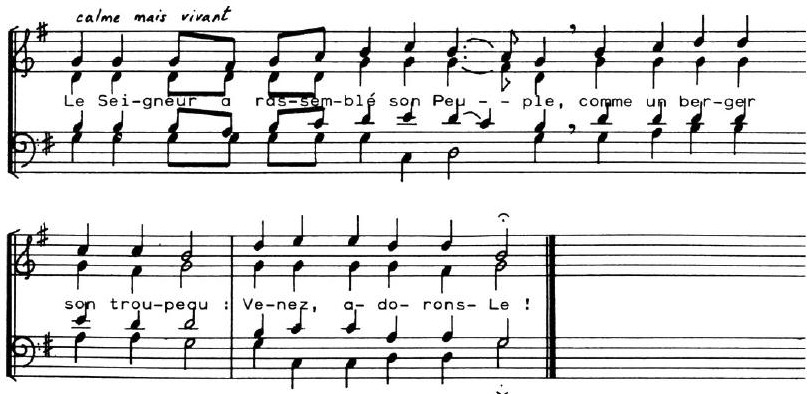 calme mais vivant
Le Sei-gneur a ras-sem-blé son Peu - - ple, comme un ber-ger
son trou-peau : Ve-nez, a- do- rons- Le !